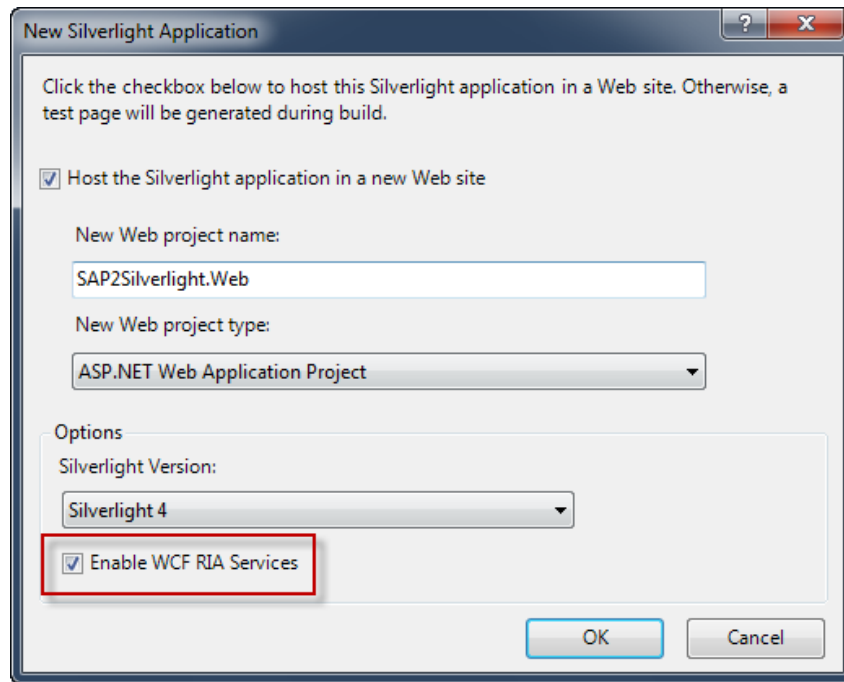 New Silverlight Application
?
Click the checkbox below to host this Silverlight application in a Web site. Otherwise, a
test page will be generated during build.
Host the Silverlight application in a new Web site
New Web project name:
SAP2Silverlight.Web
New Web project type:
ASP.NET Web Application Project
Options
Silverlight Version:
Silverlight 4
Enable WCF RIA Services
OK Cancel